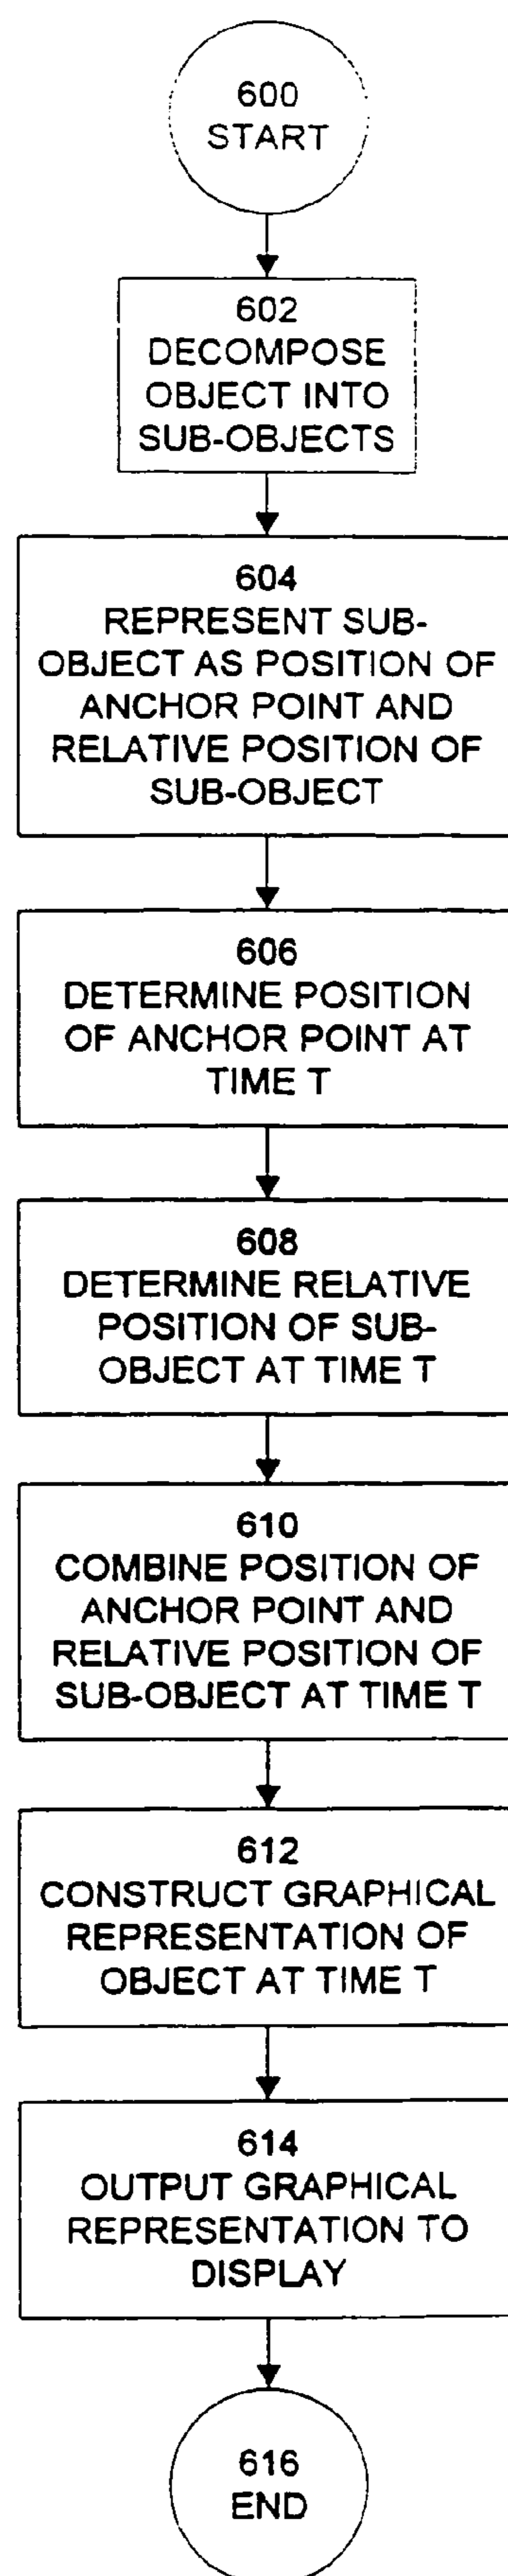 600
START
602
DECOMPOSE
OBJECT INTO
SUB-OBJECTS
604
REPRESENT SUB-
OBJECT AS POSITION OF
ANCHOR POINT AND
RELATIVE POSITION OF
SUB-OBJECT
606
DETERMINE POSITION
OF ANCHOR POINT AT
TIME T
608
DETERMINE RELATIVE
POSITION OF SUB-
OBJECT AT TIME T
610
COMBINE POSITION OF
ANCHOR POINT AND
RELATIVE POSITION OF
SUB-OBJECT AT TIME T
612
CONSTRUCT GRAPHICAL
REPRESENTATION OF
OBJECT AT TIME T
614
OUTPUT GRAPHICAL
REPRESENTATION TO
DISPLAY
616
END